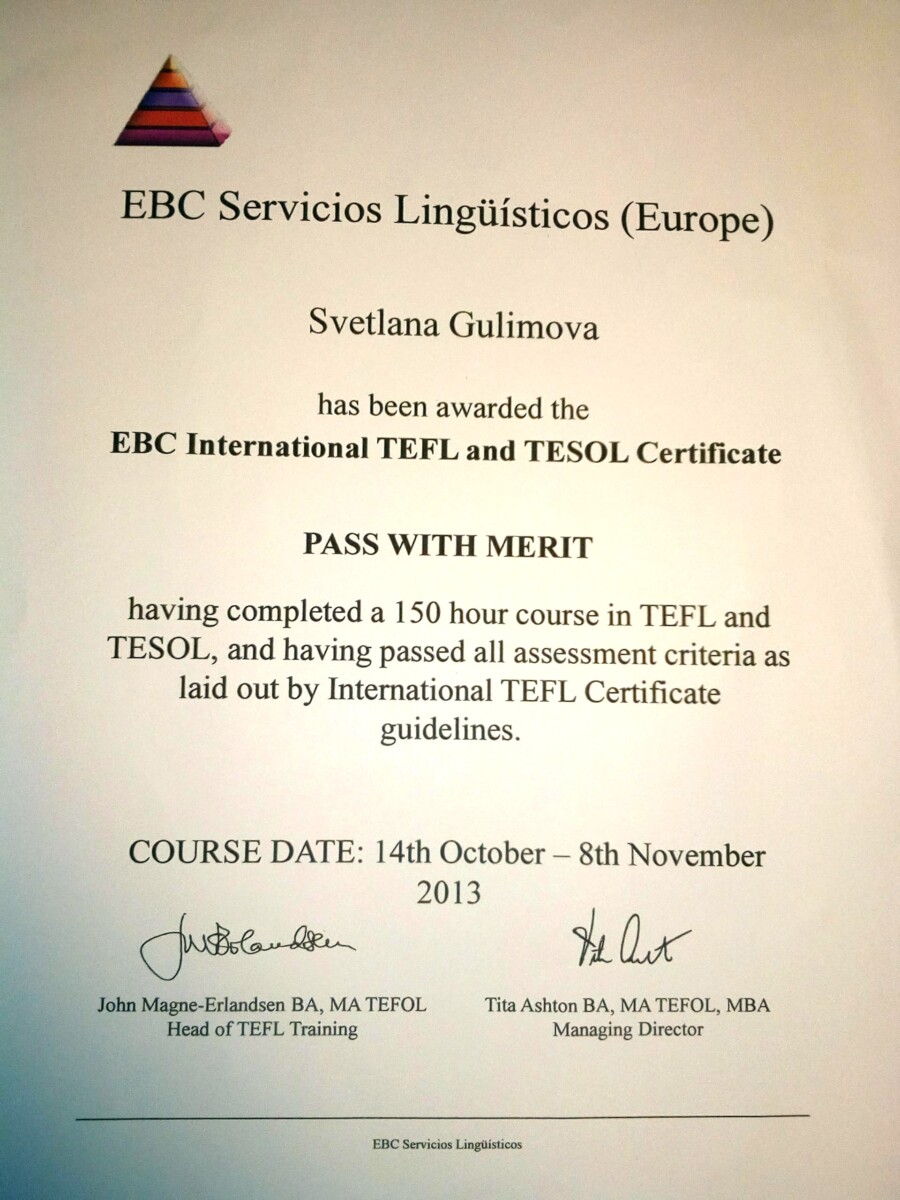 EBC Servicios Lingüísticos (Europe)
Svetlana Gulimova
has been awarded the
EBC International TEFL and TESOL Certificate
PASS WITH MERIT
having completed a 150 hour course in TEFL and
TESOL, and having passed all assessment criteria as
laid out by International TEFL Certificate
guidelines.
COURSE DATE: 14th October – 8th November
2013
John Magne-Erlandsen BA, MA TEFOL
Head of TEFL Training
Tita Ashton BA, MA TEFOL, MBA
Managing Director
EBC Servicios Lingüísticos